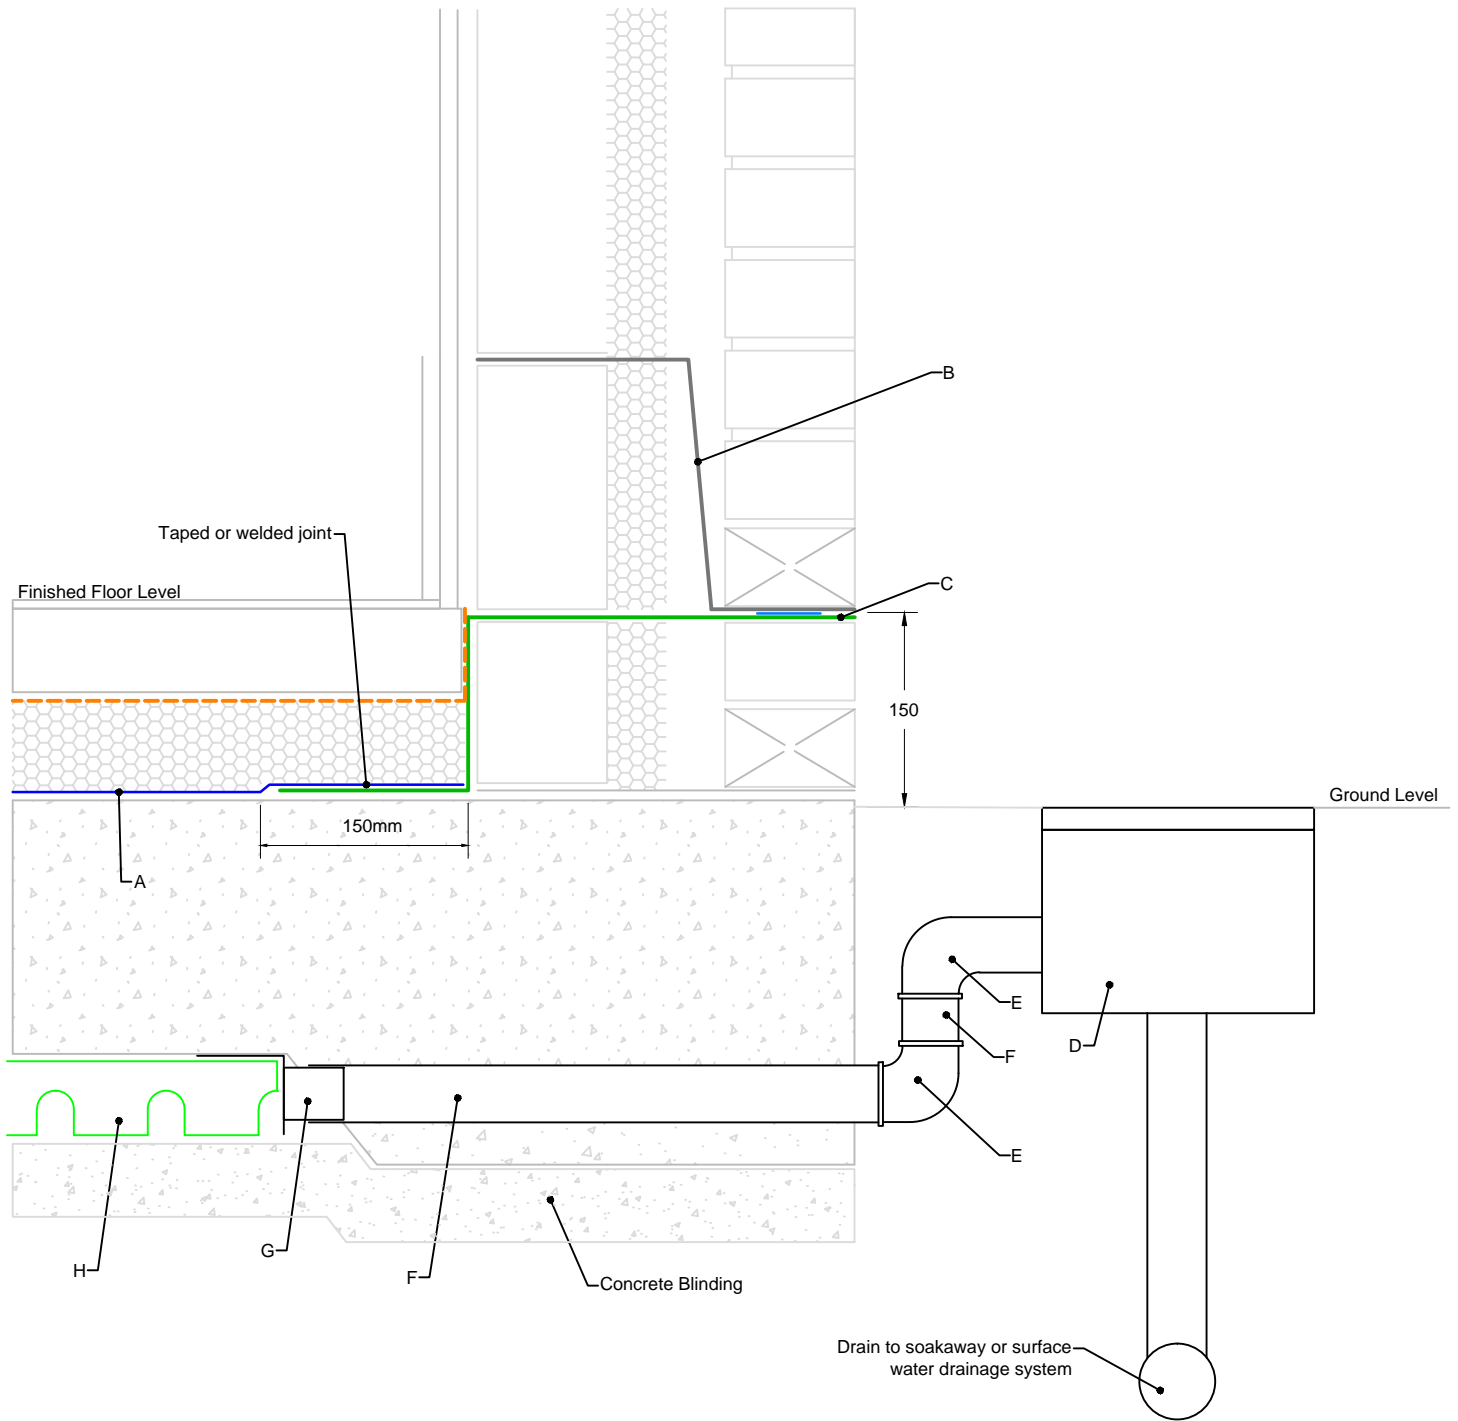 B
Taped or welded joint
C
Finished Floor Level
150
Ground Level
150mm
A
E
D
F
E
G
H
F
Concrete Blinding
Drain to soakaway or surface
water drainage system